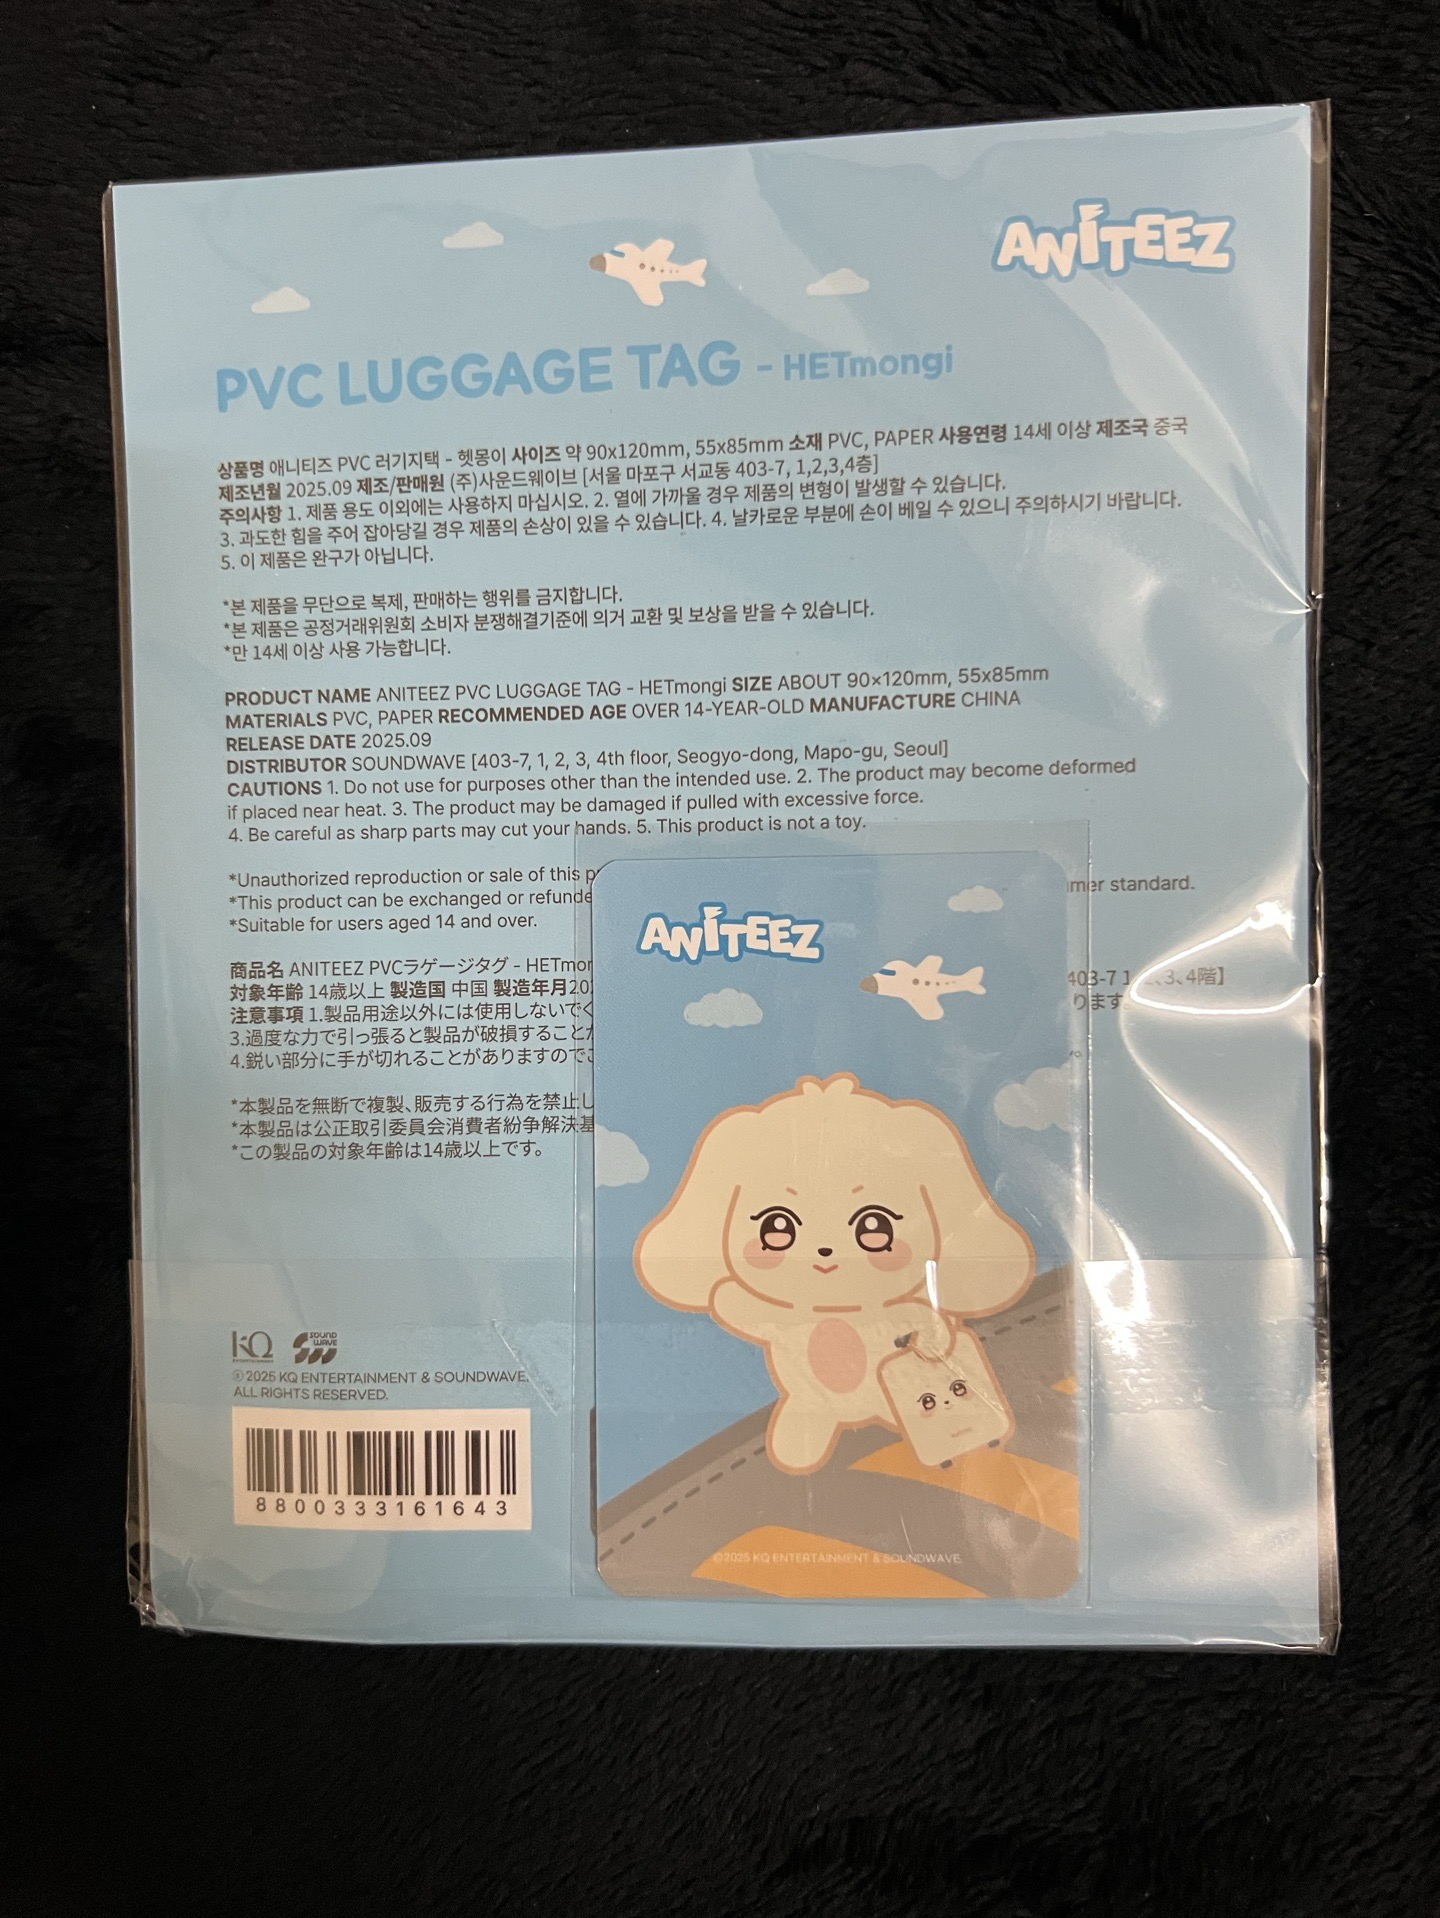 ANITEEZ
PVC LUGGAGE TAG - HETmongi
상품명 애니티즈 PVC 러기지택 - 헷몽이 사이즈 약 90x120mm, 55x85mm 소재 PVC, PAPER 사용연령 14세 이상 제조국 중국
제조년월 2025.09 제조/판매원 (주)사운드웨이브 [서울 마포구 서교동 403-7, 1,2,3,4층]
주의사항 1. 제품 용도 이외에는 사용하지 마십시오. 2. 열에 가까울 경우 제품의 변형이 발생할 수 있습니다.
3. 과도한 힘을 주어 잡아당길 경우 제품의 손상이 있을 수 있습니다. 4. 날카로운 부분에 손이 베일 수 있으니 주의하시기 바랍니다.
5. 이 제품은 완구가 아닙니다.
*본 제품을 무단으로 복제, 판매하는 행위를 금지합니다.
*본 제품은 공정거래위원회 소비자 분쟁해결기준에 의거 교환 및 보상을 받을 수 있습니다.
*만 14세 이상 사용 가능합니다.
PRODUCT NAME ANITEEZ PVC LUGGAGE TAG - HETmongi SIZE ABOUT 90×120mm, 55x85mm
MATERIALS PVC, PAPER RECOMMENDED AGE OVER 14-YEAR-OLD MANUFACTURE CHINA
RELEASE DATE 2025.09
DISTRIBUTOR SOUNDWAVE [403-7, 1, 2, 3, 4th floor, Seogyo-dong, Mapo-gu, Seoul]
CAUTIONS 1. Do not use for purposes other than the intended use. 2. The product may become deformed
if placed near heat. 3. The product may be damaged if pulled with excessive force.
4. Be careful as sharp parts may cut your hands. 5. This product is not a toy.
*Unauthorized reproduction or sale of this
*This product can be exchanged or standard.
*Suitable for users aged 14 and over.
商品名 ANITEEZ PVCラゲージタグ -
対象年齢 14歳以上 製造国 中国 製造年月 403-7 3、4階】
注意事項 1.製品用途以外には使用しないで ります
3.過度な力で引っ張ると製品が破損すること
4.鋭い部分に手が切れることがありますので
*本製品を無断で複製、販売する行為を禁止し
*本製品は公正取引委員会消費者紛争解決基
*この製品の対象年齢は14歳以上です。
ANITEEZ
©2025 KQ ENTERTAINMENT & SOUNDWAVE
KQ ENTERTAINMENT SOUND WAVE
ⓒ2025 KQ ENTERTAINMENT & SOUNDWAVE.
ALL RIGHTS RESERVED.
8800333161643